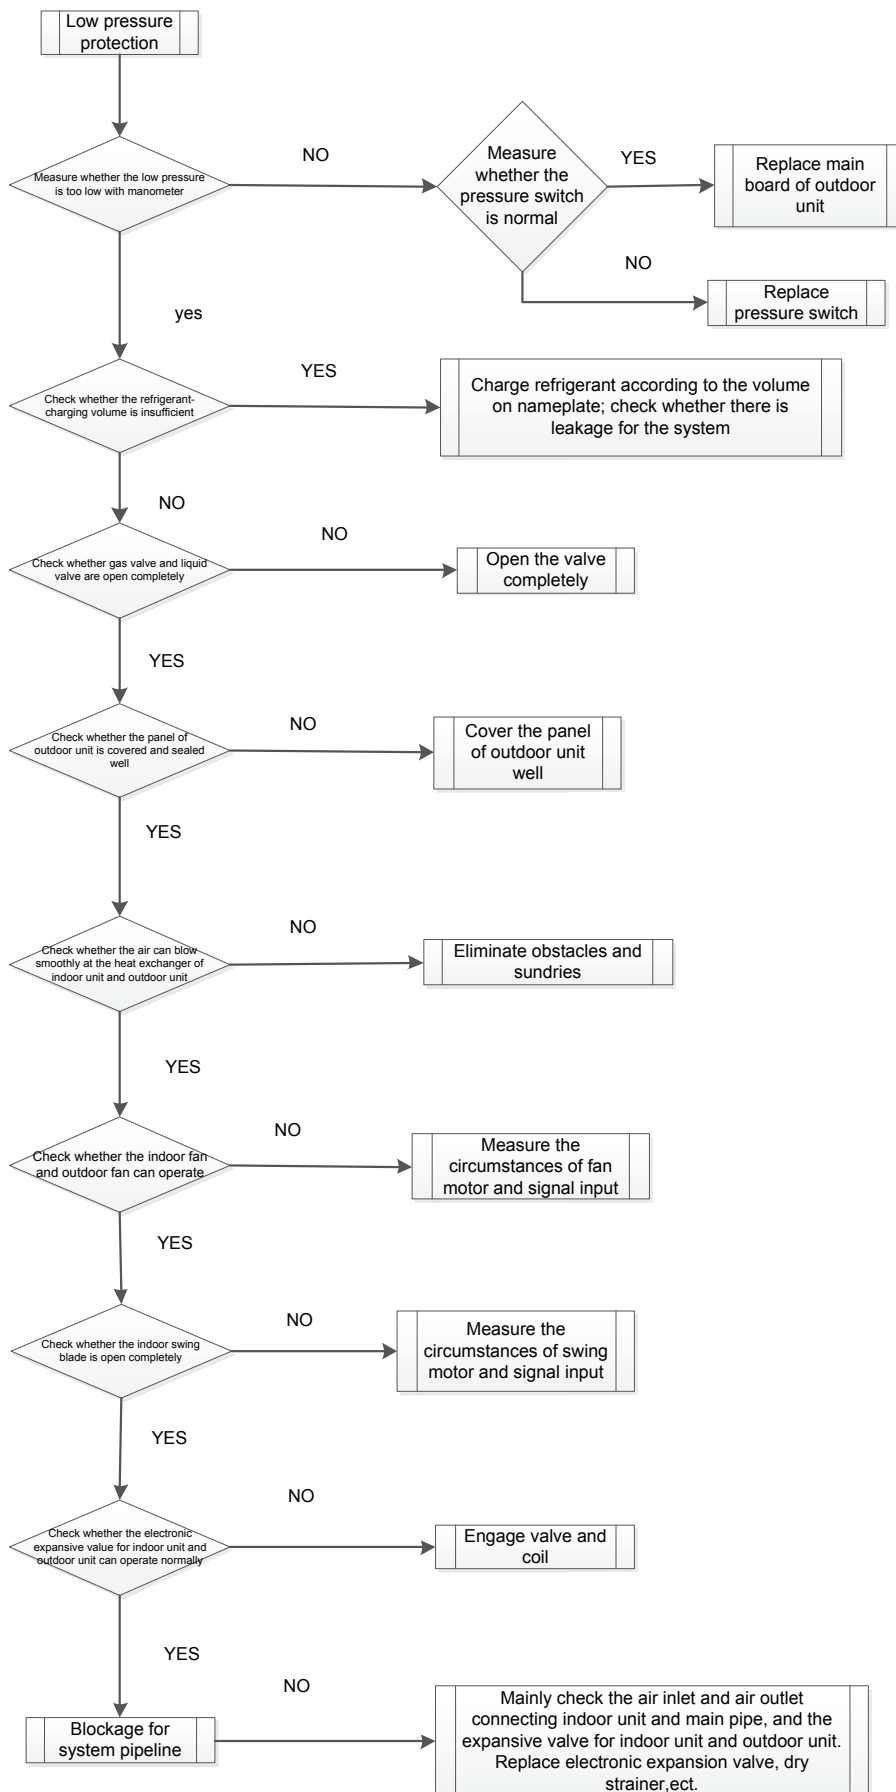 Low pressure
protection
Measure whether the low pressure
is too low with manometer
NO
Measure
whether the
pressure switch
is normal
YES
Replace main
board of outdoor
unit
NO
Replace
pressure switch
yes
Check whether the refrigerant-
charging volume is insufficient
YES
Charge refrigerant according to the volume
on nameplate; check whether there is
leakage for the system
NO
Check whether gas valve and liquid
valve are open completely
NO
Open the valve
completely
YES
Check whether the panel of
outdoor unit is covered and sealed
well
NO
Cover the panel
of outdoor unit
well
YES
Check whether the air can blow
smoothly at the heat exchanger of
indoor unit and outdoor unit
NO
Eliminate obstacles and
sundries
YES
Check whether the indoor fan
and outdoor fan can operate
NO
Measure the
circumstances of fan
motor and signal input
YES
Check whether the indoor swing
blade is open completely
NO
Measure the
circumstances of swing
motor and signal input
YES
Check whether the electronic
expansive value for indoor unit and
outdoor unit can operate normally
NO
Engage valve and
coil
YES
Blockage for
system pipeline
NO
Mainly check the air inlet and air outlet
connecting indoor unit and main pipe, and the
expansive valve for indoor unit and outdoor unit.
Replace electronic expansion valve, dry
strainer,ect.